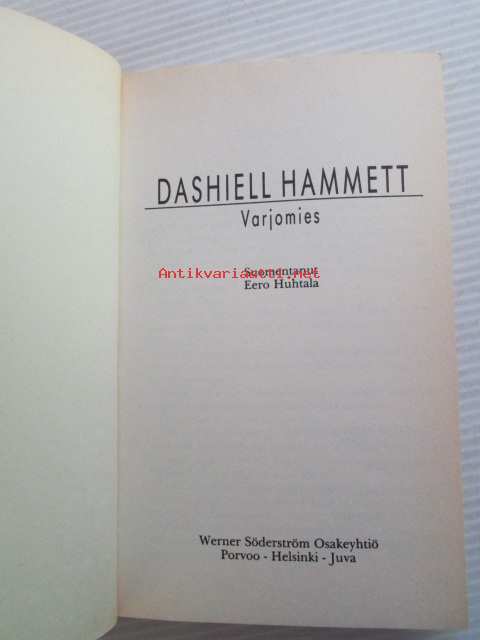 DASHIELL HAMMETT
Varjomies
Suomentanut
Antikvariaatti.net
Eero Huhtala
Werner Söderström Osakeyhtiö
Porvoo - Helsinki - Juva